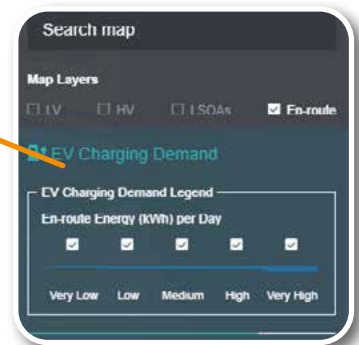 Search map
Map Layers
LV HV LSOAs En-route
EV Charging Demand
EV Charging Demand Legend
En-route Energy (kWh) per Day
Very Low Low Medium High Very High